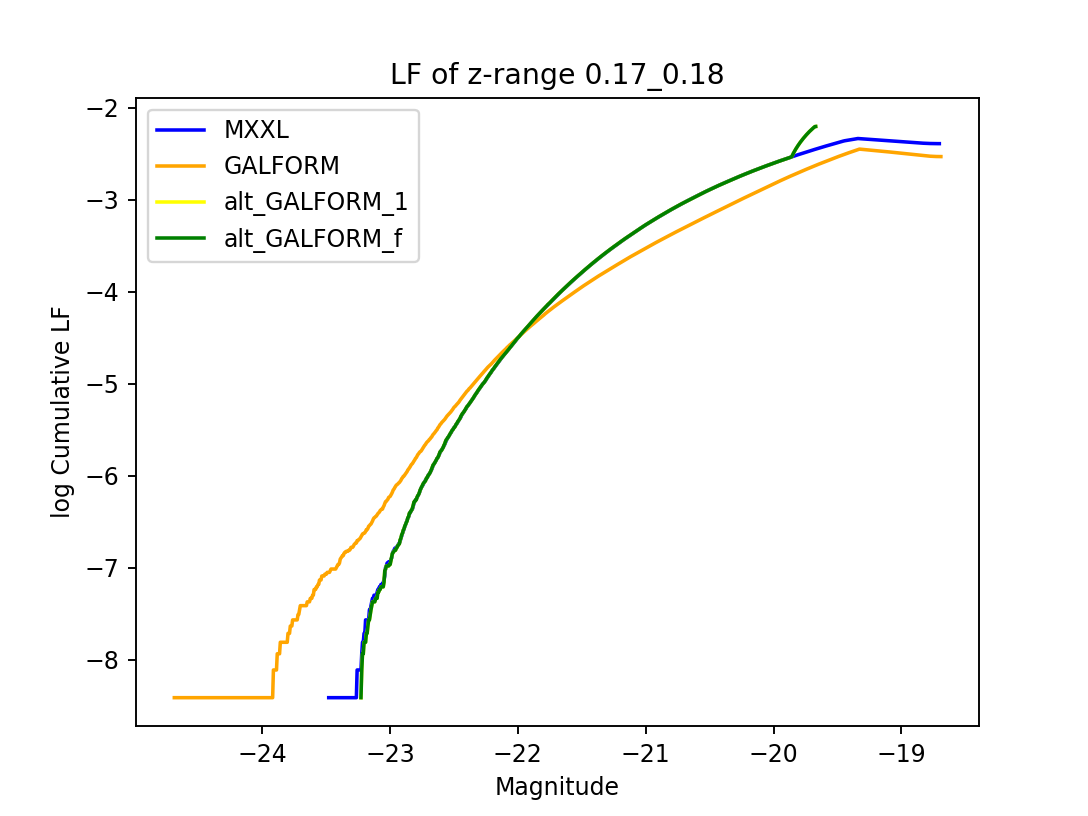 LF of z-range 0.17_0.18
MXXL
GALFORM
alt_GALFORM_1
alt_GALFORM_f
−2
−3
−4
−5
−6
−7
−8
log Cumulative LF
−24 −23 −22 −21 −20 −19
Magnitude